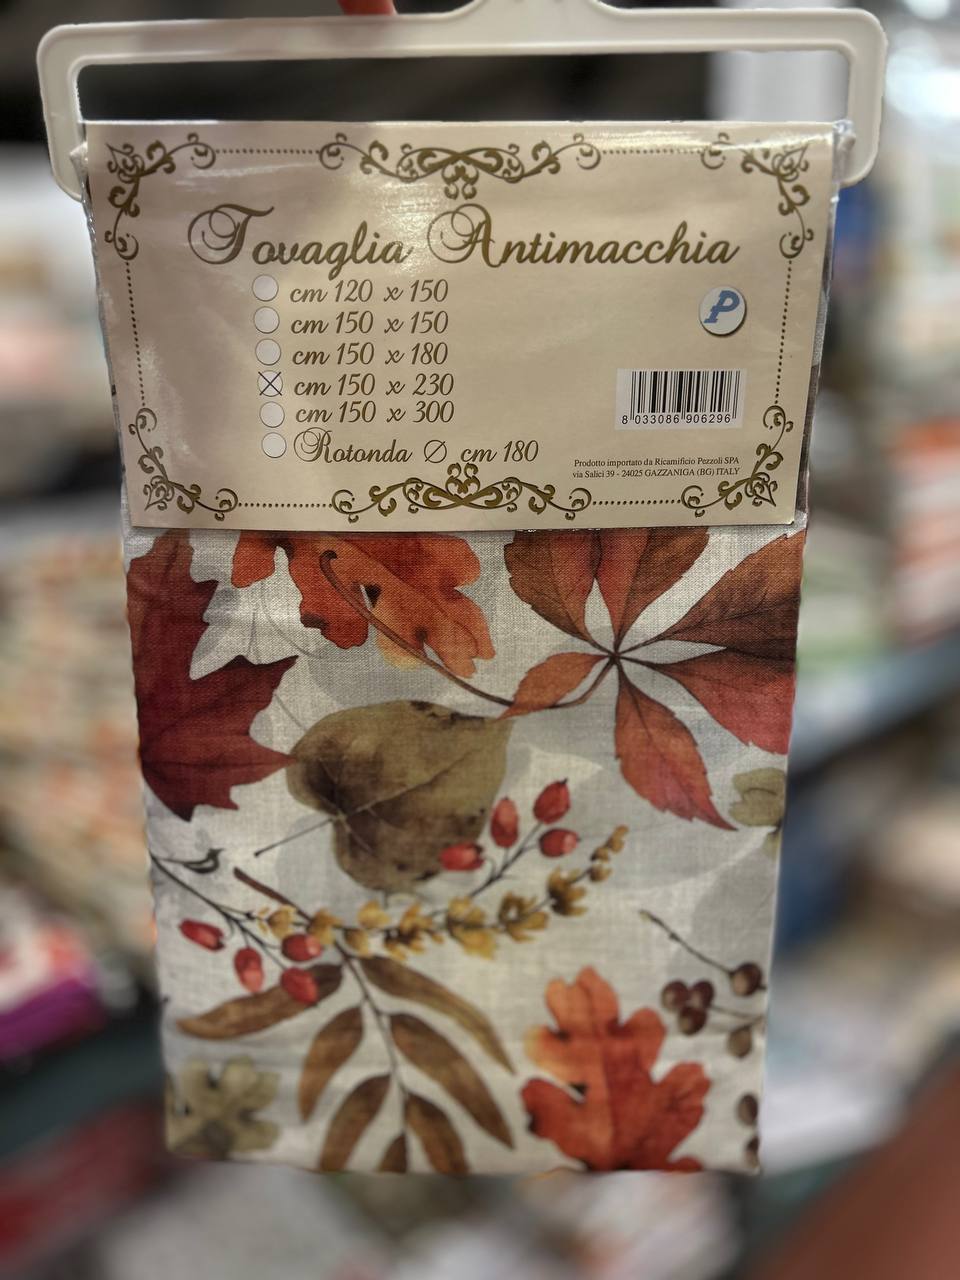 Tovaglia Antimacchia
cm 120 x 150
cm 150 x 150
cm 150 x 180
cm 150 x 230
cm 150 x 300
Rotonda Ø cm 180
P
8 033086 906296
Prodotto importato da Ricamificio Pezzoli SPA
via Salici 39 - 24025 GAZZANIGA (BG) ITALY